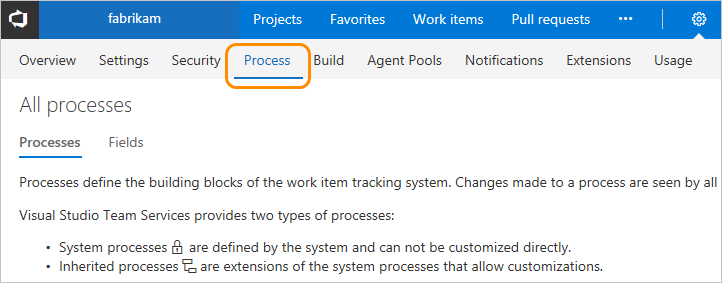 fabrikam Projects Favorites Work items Pull requests •••
Overview Settings Security Process Build Agent Pools Notifications Extensions Usage
All processes
Processes Fields
Processes define the building blocks of the work item tracking system. Changes made to a process are seen by all
Visual Studio Team Services provides two types of processes:
• System processes are defined by the system and can not be customized directly.
• Inherited processes are extensions of the system processes that allow customizations.